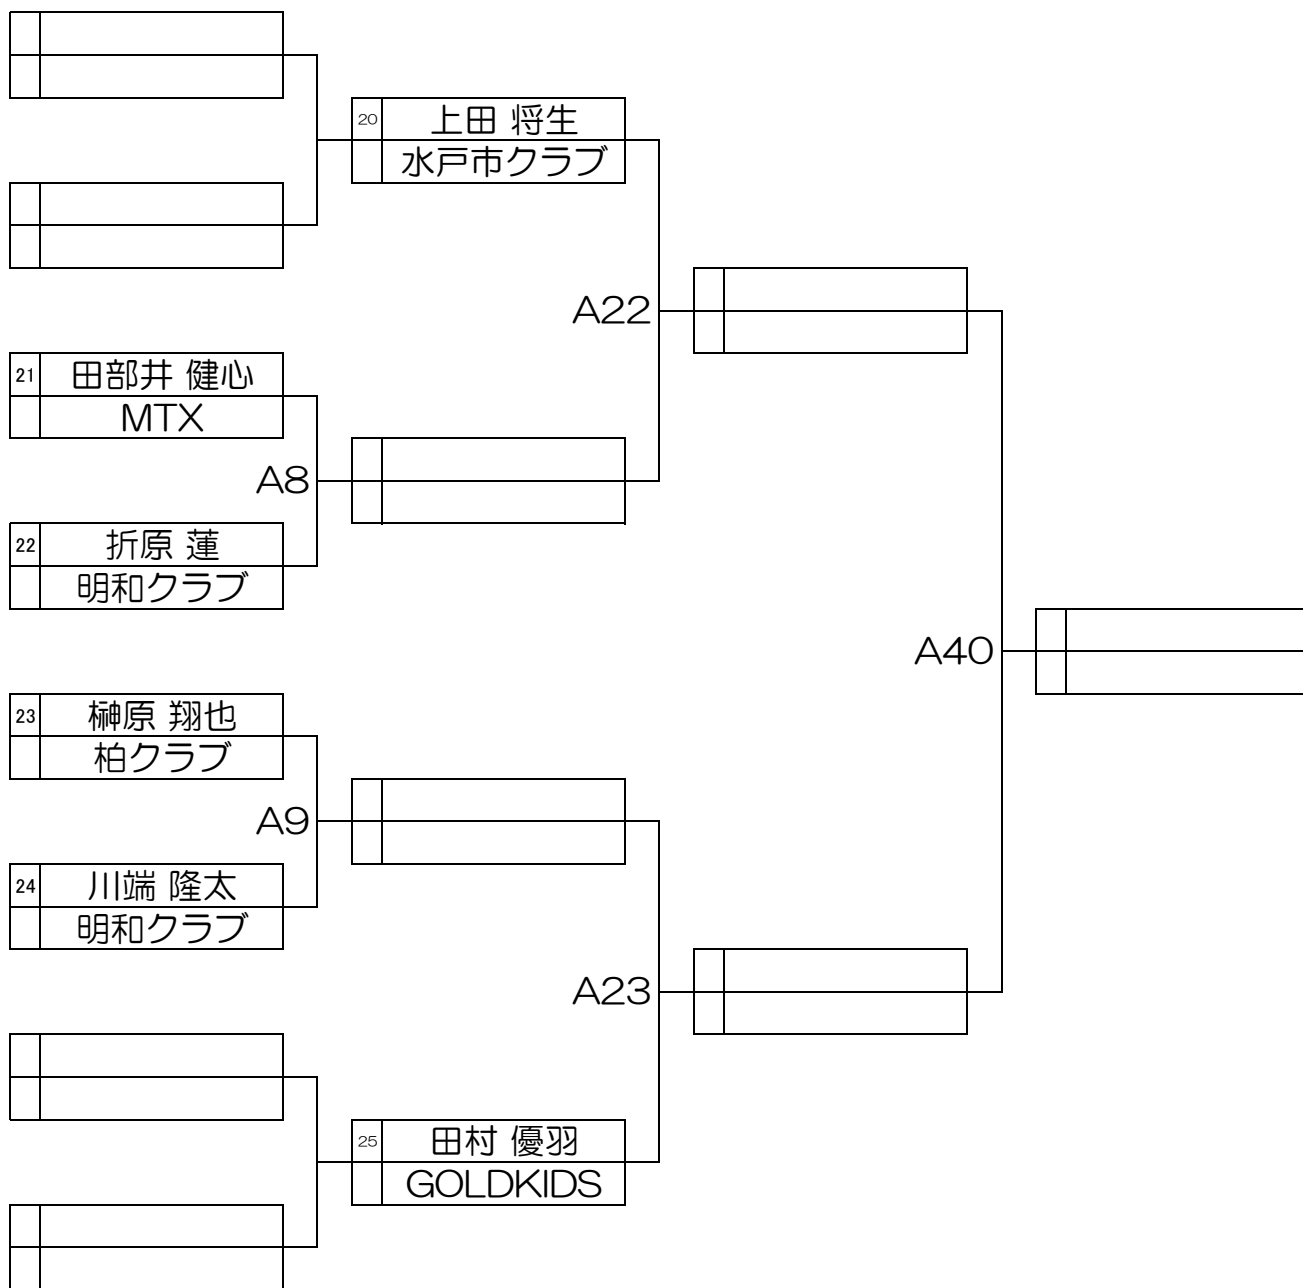 20
上田 将生
水戸市クラブ
A22
21
田部井 健心
MTX
A8
22
折原 蓮
明和クラブ
A40
23
榊原 翔也
柏クラブ
A9
24
川端 隆太
明和クラブ
A23
25
田村 優羽
GOLDKIDS